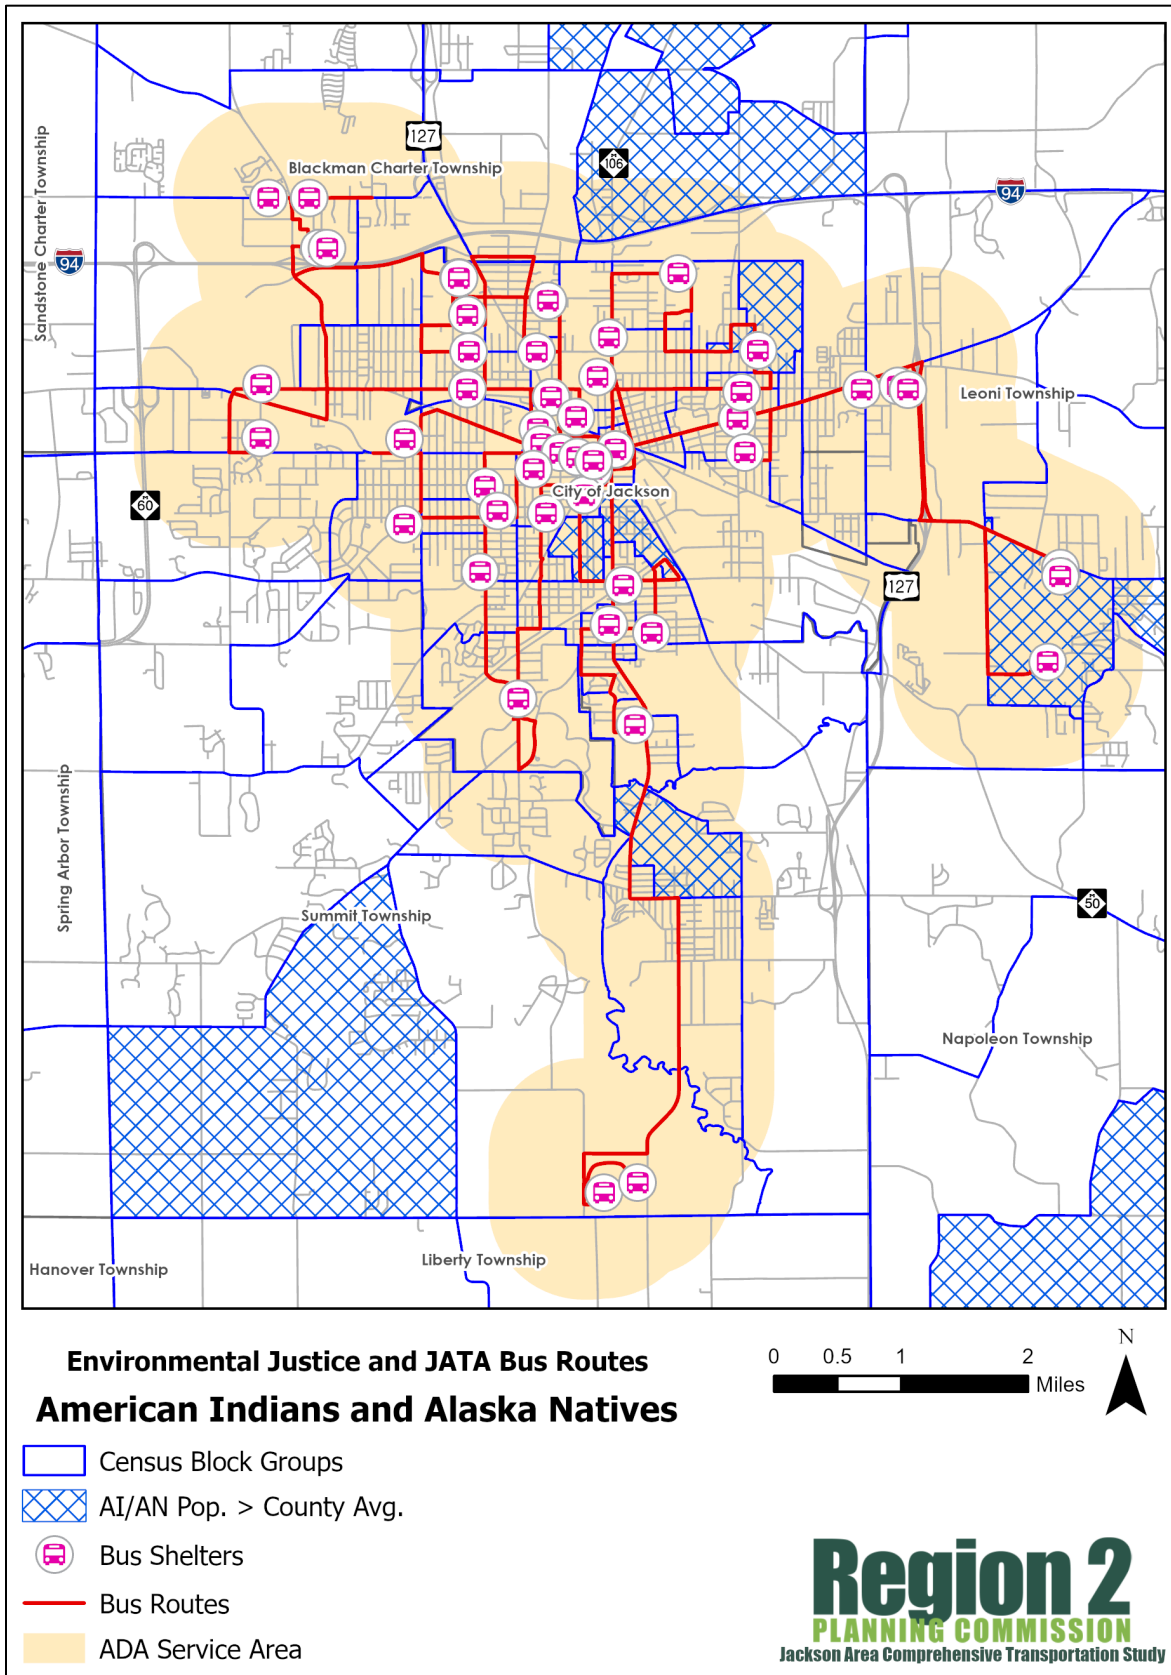 127
Blackman Charter Township
M
106
94
Sandstone Charter Township
94
Leoni Township
City of Jackson
M
60
127
Spring Arbor Township
M
50
Summit Township
Napoleon Township
Liberty Township
Hanover Township
Environmental Justice and JATA Bus Routes
American Indians and Alaska Natives
0 0.5 1 2
Miles
N
Census Block Groups
AI/AN Pop. > County Avg.
Bus Shelters
Bus Routes
ADA Service Area
Region 2
PLANNING COMMISSION
Jackson Area Comprehensive Transportation Study